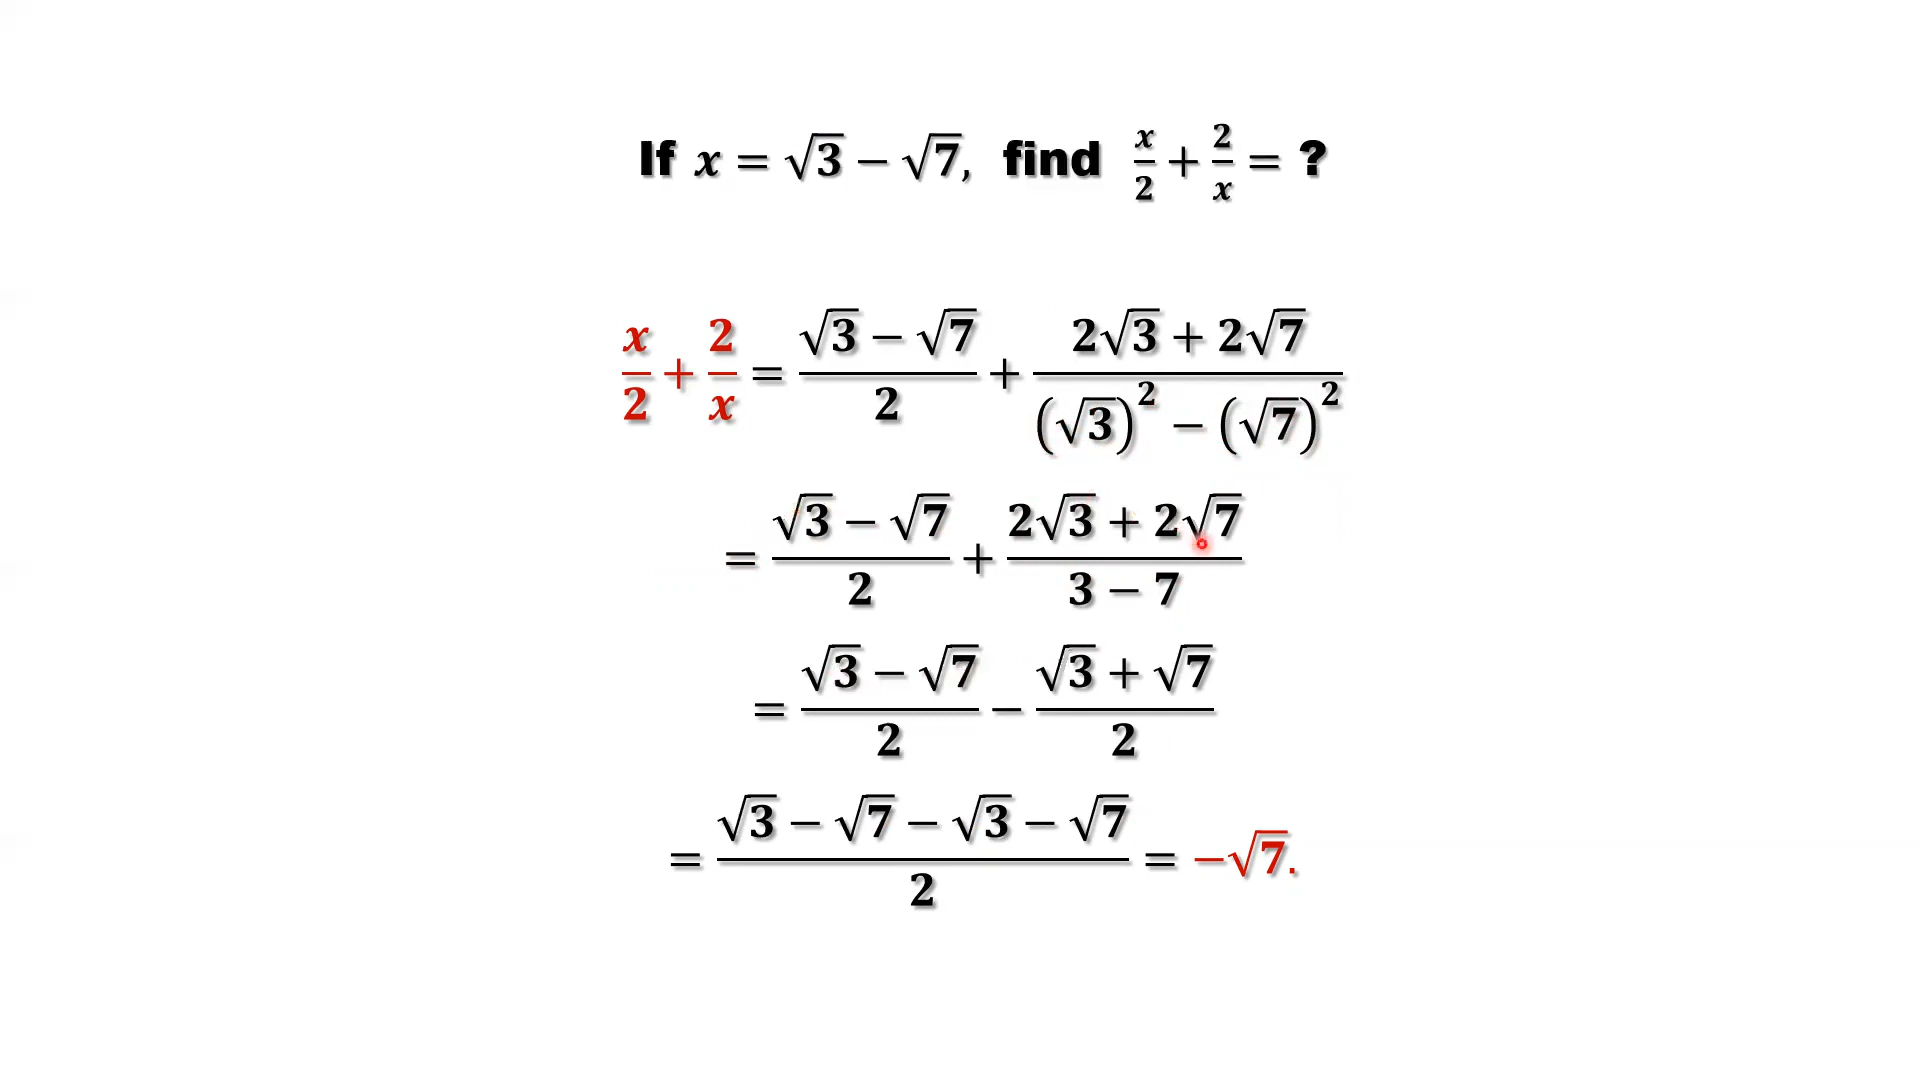 If x = √3 − √7, find x/2 + 2/x = ?
x/2 + 2/x = (√3 − √7)/2 + (2√3 + 2√7)/((√3)² − (√7)²)
= (√3 − √7)/2 + (2√3 + 2√7)/(3 − 7)
= (√3 − √7)/2 − (√3 + √7)/2
= (√3 − √7 − √3 − √7)/2 = −√7.